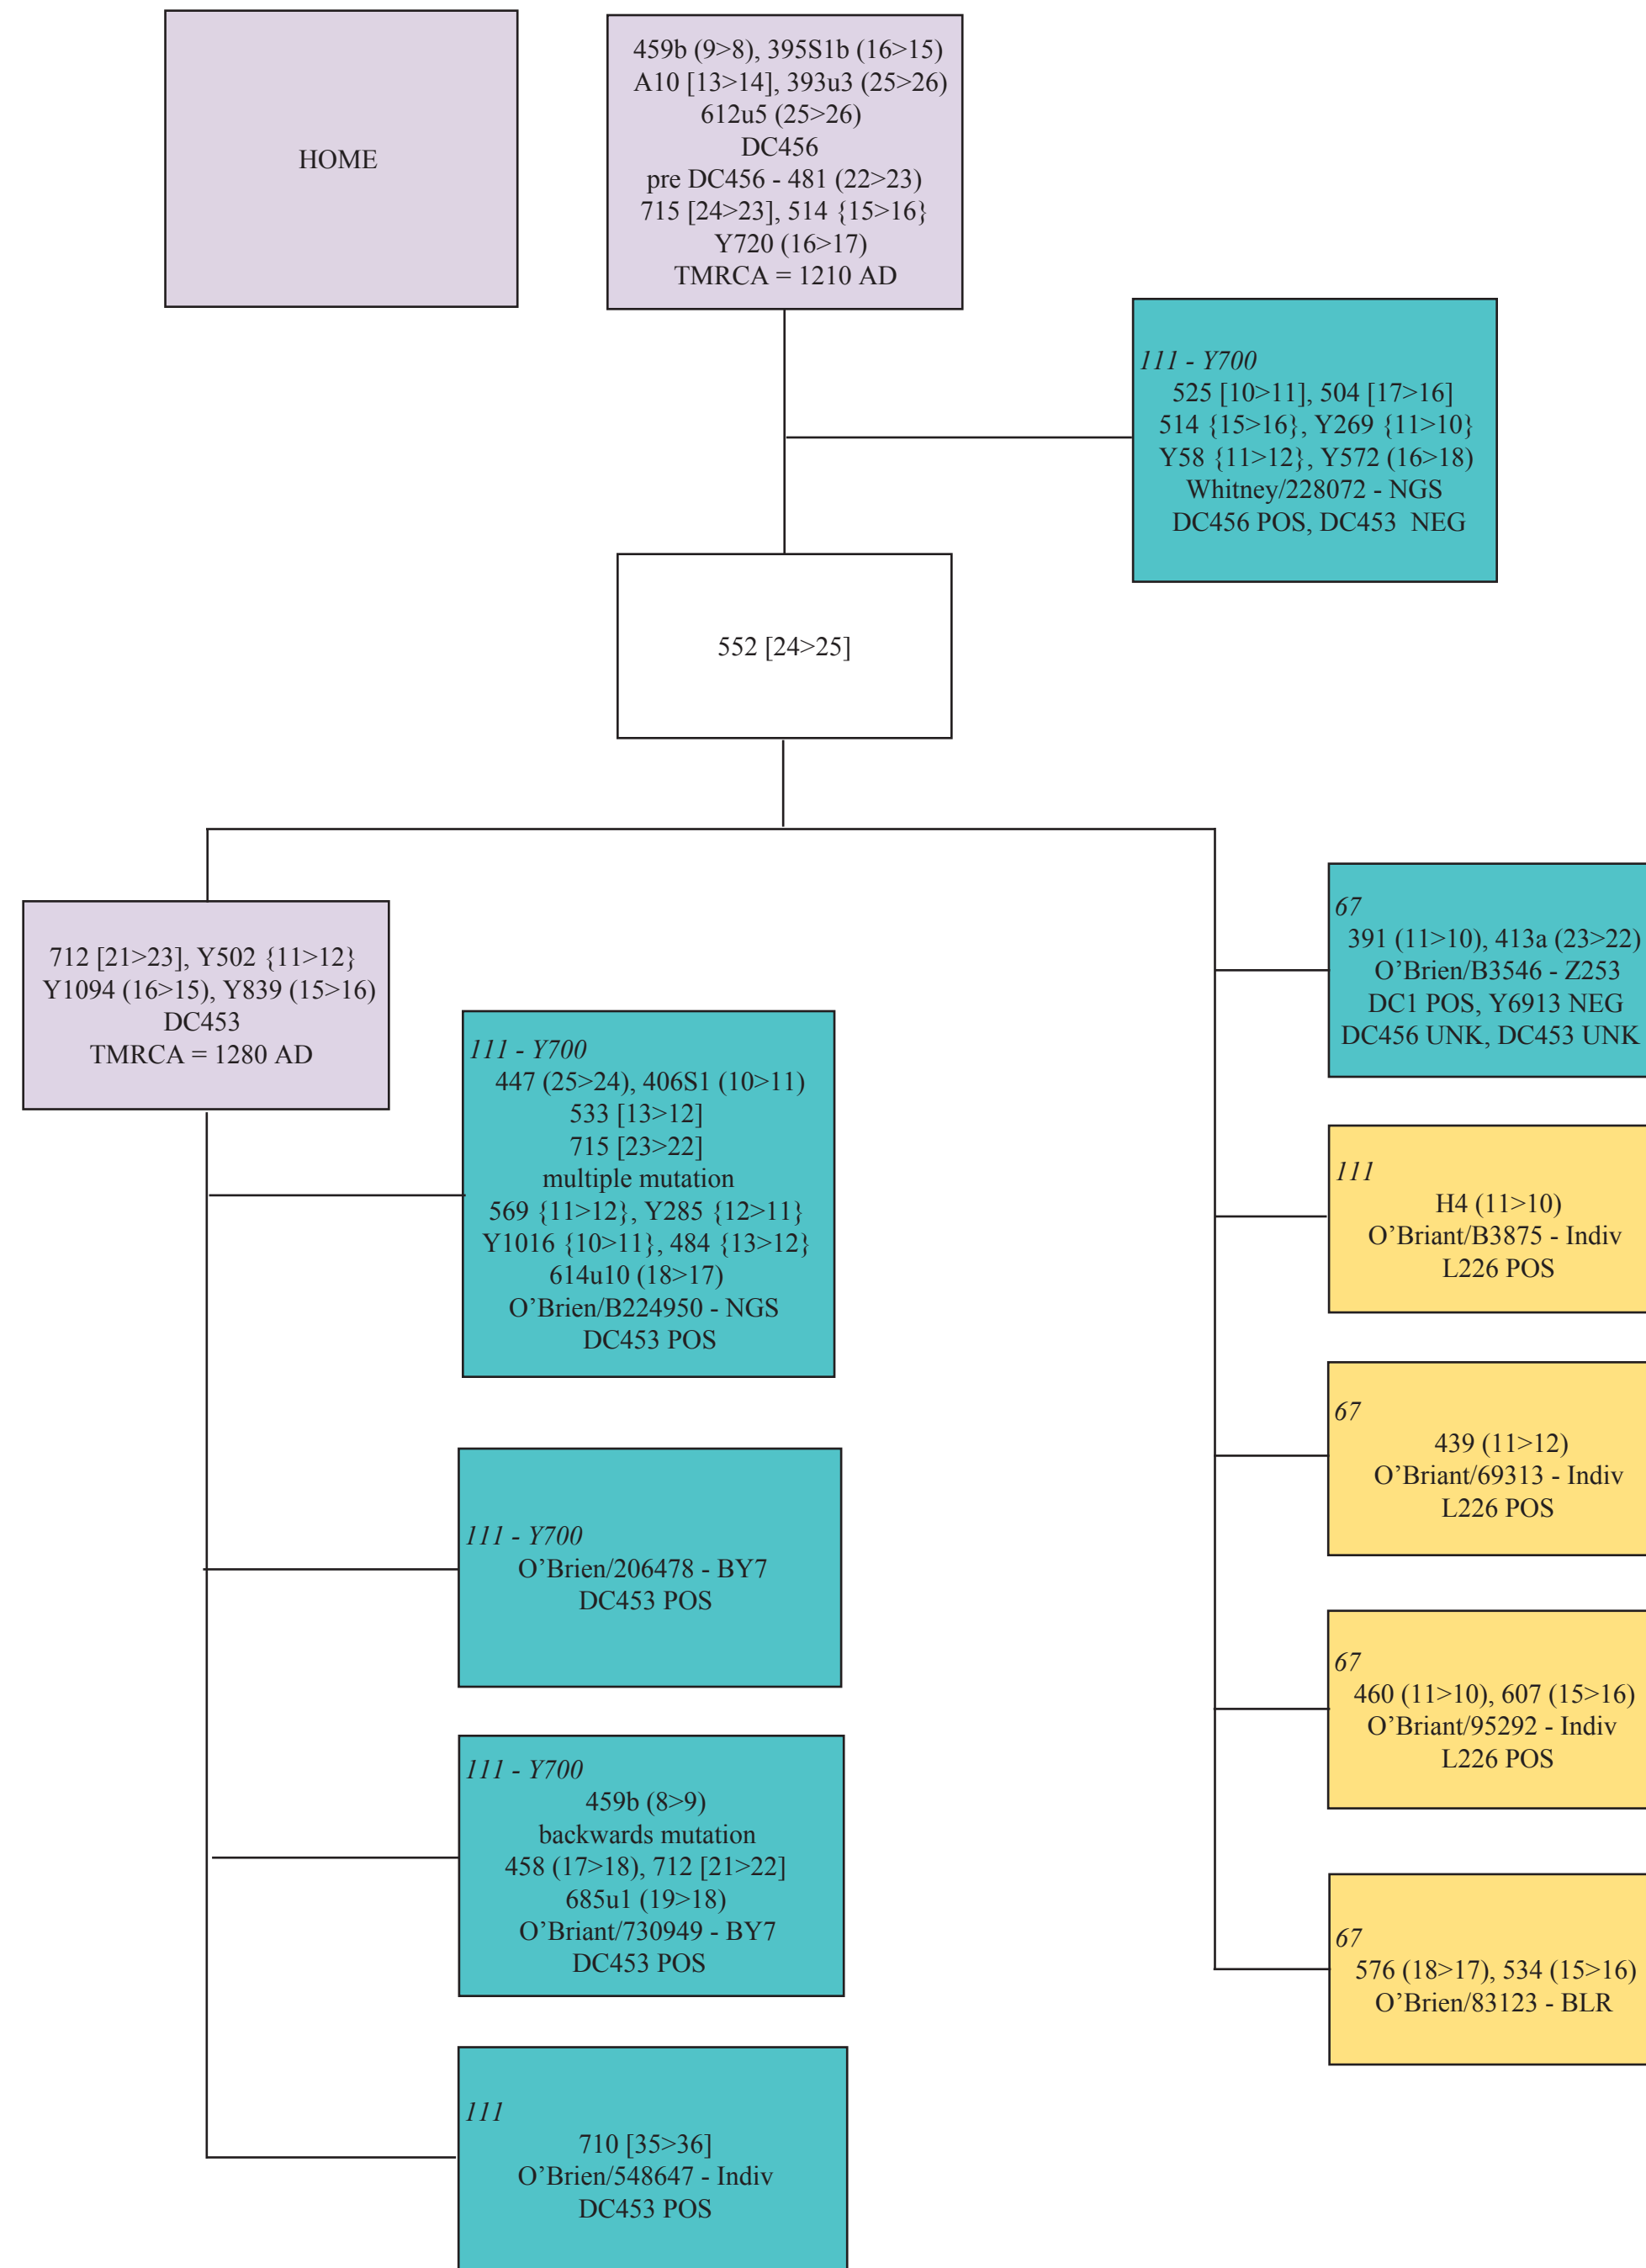 HOME
459b (9>8), 395S1b (16>15)
A10 [13>14], 393u3 (25>26)
612u5 (25>26)
DC456
pre DC456 - 481 (22>23)
715 [24>23], 514 {15>16}
Y720 (16>17)
TMRCA = 1210 AD
111 - Y700
525 [10>11], 504 [17>16]
514 {15>16}, Y269 {11>10}
Y58 {11>12}, Y572 (16>18)
Whitney/228072 - NGS
DC456 POS, DC453  NEG
552 [24>25]
712 [21>23], Y502 {11>12}
Y1094 (16>15), Y839 (15>16)
DC453
TMRCA = 1280 AD
111 - Y700
447 (25>24), 406S1 (10>11)
533 [13>12]
715 [23>22]
multiple mutation
569 {11>12}, Y285 {12>11}
Y1016 {10>11}, 484 {13>12}
614u10 (18>17)
O’Brien/B224950 - NGS
DC453 POS
111 - Y700
O’Brien/206478 - BY7
DC453 POS
111 - Y700
459b (8>9)
backwards mutation
458 (17>18), 712 [21>22]
685u1 (19>18)
O’Briant/730949 - BY7
DC453 POS
111
710 [35>36]
O’Brien/548647 - Indiv
DC453 POS
67
391 (11>10), 413a (23>22)
O’Brien/B3546 - Z253
DC1 POS, Y6913 NEG
DC456 UNK, DC453 UNK
111
H4 (11>10)
O’Briant/B3875 - Indiv
L226 POS
67
439 (11>12)
O’Briant/69313 - Indiv
L226 POS
67
460 (11>10), 607 (15>16)
O’Briant/95292 - Indiv
L226 POS
67
576 (18>17), 534 (15>16)
O’Brien/83123 - BLR